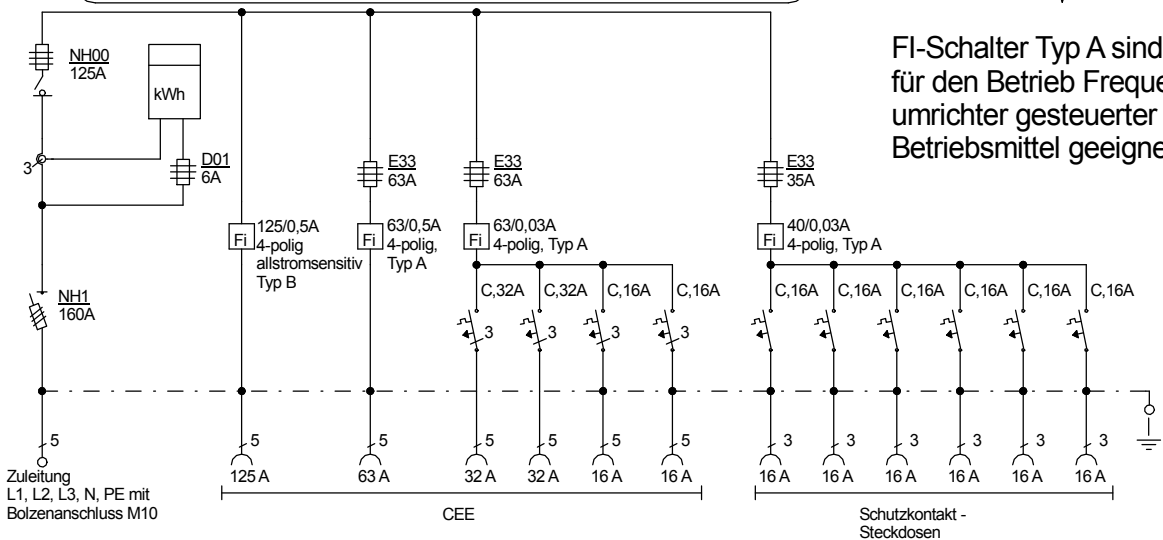 NH00
125A
kWh
3
D01
6A
NH1
160A
5
Zuleitung
L1, L2, L3, N, PE mit
Bolzenanschluss M10
Fi
125/0,5A
4-polig
allstromsensitiv
Typ B
5
125 A
E33
63A
Fi
63/0,5A
4-polig,
Typ A
5
63 A
E33
63A
Fi
63/0,03A
4-polig, Typ A
C,32A
C,32A
C,16A
C,16A
3
3
3
3
5
5
5
5
32 A
32 A
16 A
16 A
CEE
E33
35A
Fi
40/0,03A
4-polig, Typ A
C,16A
C,16A
C,16A
C,16A
C,16A
C,16A
3
3
3
3
3
3
16 A
16 A
16 A
16 A
16 A
16 A
Schutzkontakt -
Steckdosen
FI-Schalter Typ A sind
für den Betrieb Freque
umrichter gesteuerter
Betriebsmittel geeigne